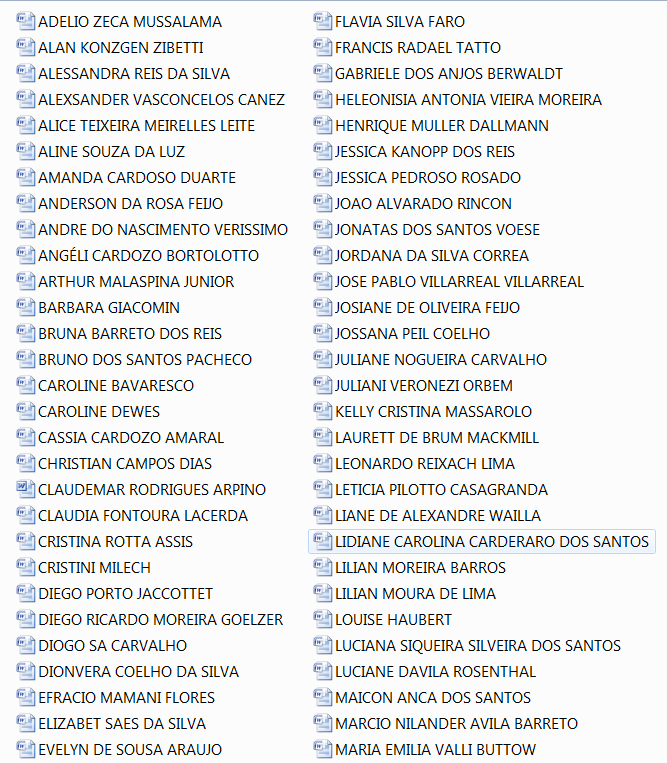 ADELIO ZECA MUSSALAMA
ALAN KONZGEN ZIBETTI
ALESSANDRA REIS DA SILVA
ALEXSANDER VASCONCELOS CANEZ
ALICE TEIXEIRA MEIRELLES LEITE
ALINE SOUZA DA LUZ
AMANDA CARDOSO DUARTE
ANDERSON DA ROSA FEIJO
ANDRE DO NASCIMENTO VERISSIMO
ANGÉLI CARDOZO BORTOLOTTO
ARTHUR MALASPINA JUNIOR
BARBARA GIACOMIN
BRUNA BARRETO DOS REIS
BRUNO DOS SANTOS PACHECO
CAROLINE BAVARESCO
CAROLINE DEWES
CASSIA CARDOZO AMARAL
CHRISTIAN CAMPOS DIAS
CLAUDEMAR RODRIGUES ARPINO
CLAUDIA FONTOURA LACERDA
CRISTINA ROTTA ASSIS
CRISTINI MILECH
DIEGO PORTO JACCOTTET
DIEGO RICARDO MOREIRA GOELZER
DIOGO SA CARVALHO
DIONVERA COELHO DA SILVA
EFRACIO MAMANI FLORES
ELIZABET SAES DA SILVA
EVELYN DE SOUSA ARAUJO
FLAVIA SILVA FARO
FRANCIS RADAEL TATTO
GABRIELE DOS ANJOS BERWALDT
HELEONISIA ANTONIA VIEIRA MOREIRA
HENRIQUE MULLER DALLMANN
JESSICA KANOPP DOS REIS
JESSICA PEDROSO ROSADO
JOAO ALVARADO RINCON
JONATAS DOS SANTOS VOESE
JORDANA DA SILVA CORREA
JOSE PABLO VILLARREAL VILLARREAL
JOSIANE DE OLIVEIRA FEIJO
JOSSANA PEIL COELHO
JULIANE NOGUEIRA CARVALHO
JULIANI VERONEZI ORBEM
KELLY CRISTINA MASSAROLO
LAURETT DE BRUM MACKMILL
LEONARDO REIXACH LIMA
LETICIA PILOTTO CASAGRANDA
LIANE DE ALEXANDRE WAILLA
LIDIANE CAROLINA CARDERARO DOS SANTOS
LILIAN MOREIRA BARROS
LILIAN MOURA DE LIMA
LOUISE HAUBERT
LUCIANA SIQUEIRA SILVEIRA DOS SANTOS
LUCIANE DAVILA ROSENTHAL
MAICON ANCA DOS SANTOS
MARCIO NILANDER AVILA BARRETO
MARIA EMILIA VALLI BUTTOW